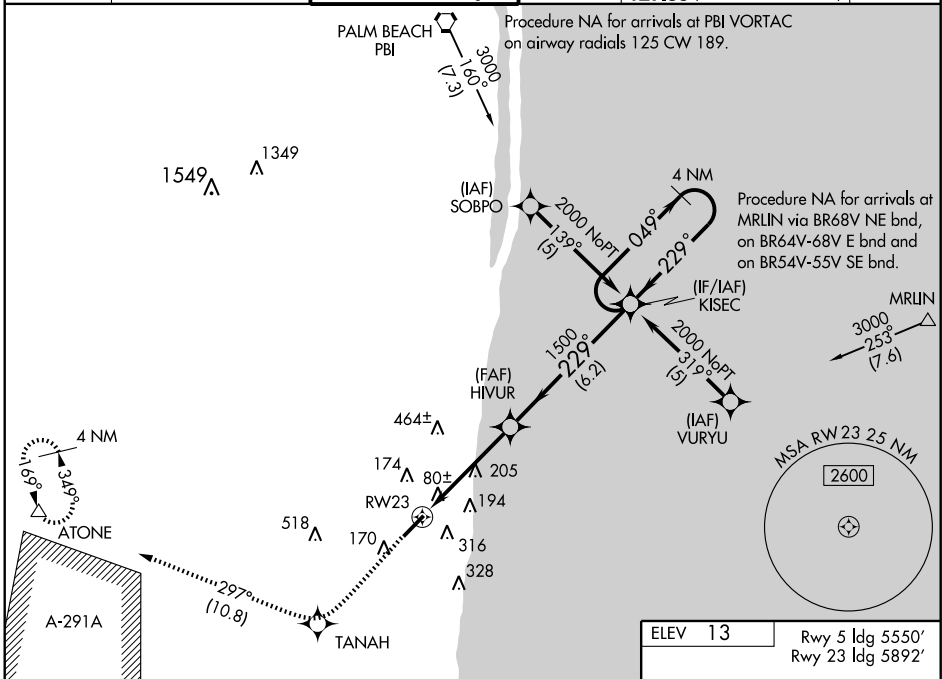 PALM BEACH
PBI
3000
160°
(7.3)
Procedure NA for arrivals at PBI VORTAC
on airway radials 125 CW 189.
1549
1349
(IAF)
SOBPO
2000 NoPT
139°
(5)
049°
4 NM
229°
Procedure NA for arrivals at
MRLIN via BR68V NE bnd,
on BR64V-68V E bnd and
on BR54V-55V SE bnd.
(IF/IAF)
KISEC
MRLIN
3000
253°
(7.6)
1500
229°
(6.2)
2000 NoPT
319°
(5)
(IAF)
VURYU
(FAF)
HIVUR
464±
174
80±
205
RW23
194
518
170
316
328
4 NM
169°
349°
ATONE
A-291A
297°
(10.8)
TANAH
MSA RW23 25 NM
2600
ELEV 13
Rwy 5 ldg 5550'
Rwy 23 ldg 5892'